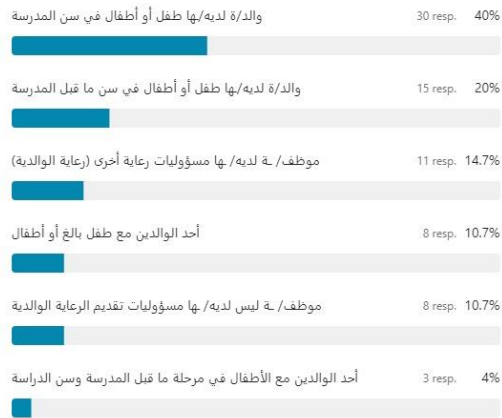 والد/ة لديه/ها طفل أو أطفال في سن المدرسة 30 resp. 40%
والد/ة لديه/ها طفل أو أطفال في سن ما قبل المدرسة 15 resp. 20%
موظف/ـة لديه/ـها مسؤوليات رعاية أخرى (رعاية الوالدية) 11 resp. 14.7%
أحد الوالدين مع طفل بالغ أو أطفال 8 resp. 10.7%
موظف/ـة ليس لديه/ـها مسؤوليات تقديم الرعاية الوالدية 8 resp. 10.7%
أحد الوالدين مع الأطفال في مرحلة ما قبل المدرسة وسن الدراسة 3 resp. 4%